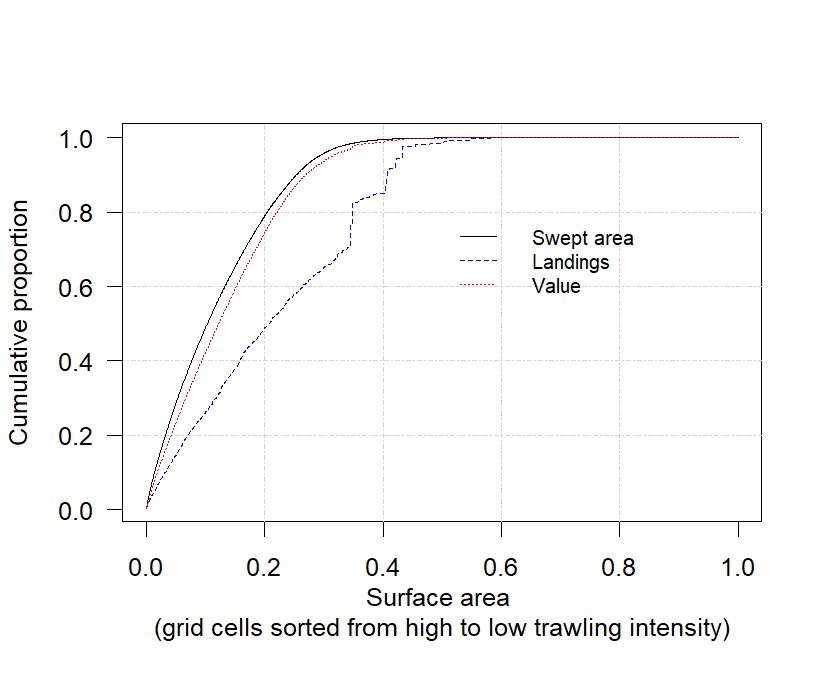 Cumulative proportion
1.0
0.8
0.6
0.4
0.2
0.0
Swept area
Landings
Value
0.0 0.2 0.4 0.6 0.8 1.0
Surface area
(grid cells sorted from high to low trawling intensity)